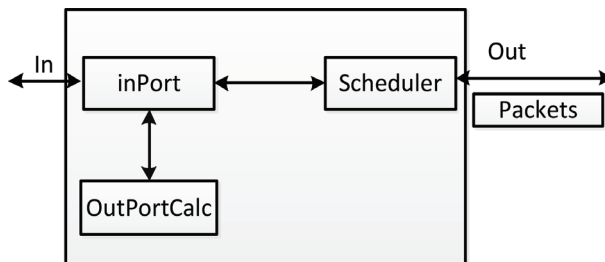 In
inPort
Scheduler
Out
Packets
OutPortCalc